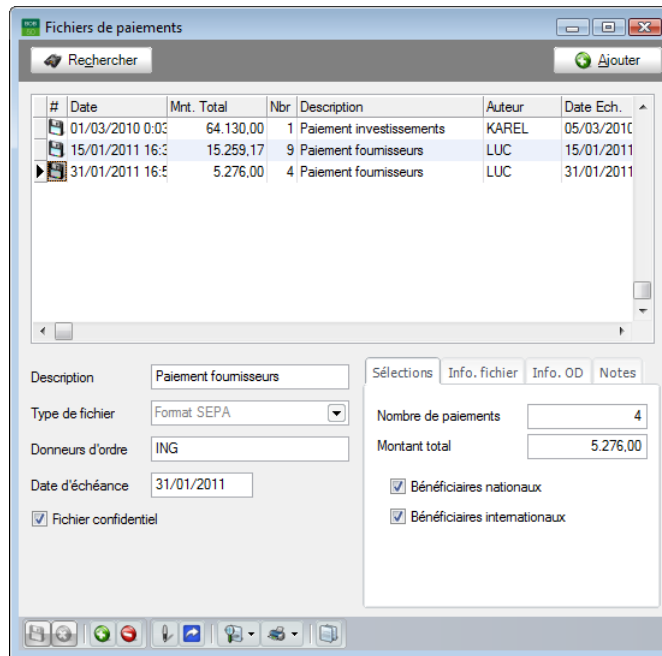 Fichiers de paiements
Rechercher
Ajouter
# Date Mnt. Total Nbr Description Auteur Date Ech.
01/03/2010 0:03 64.130,00 1 Paiement investissements KAREL 05/03/2010
15/01/2011 16:3 15.259,17 9 Paiement fournisseurs LUC 15/01/2011
31/01/2011 16:5 5.276,00 4 Paiement fournisseurs LUC 31/01/2011
Description Paiement fournisseurs
Type de fichier Format SEPA
Donneurs d'ordre ING
Date d'échéance 31/01/2011
Fichier confidentiel
Sélections Info. fichier Info. OD Notes
Nombre de paiements 4
Montant total 5.276,00
Bénéficiaires nationaux
Bénéficiaires internationaux